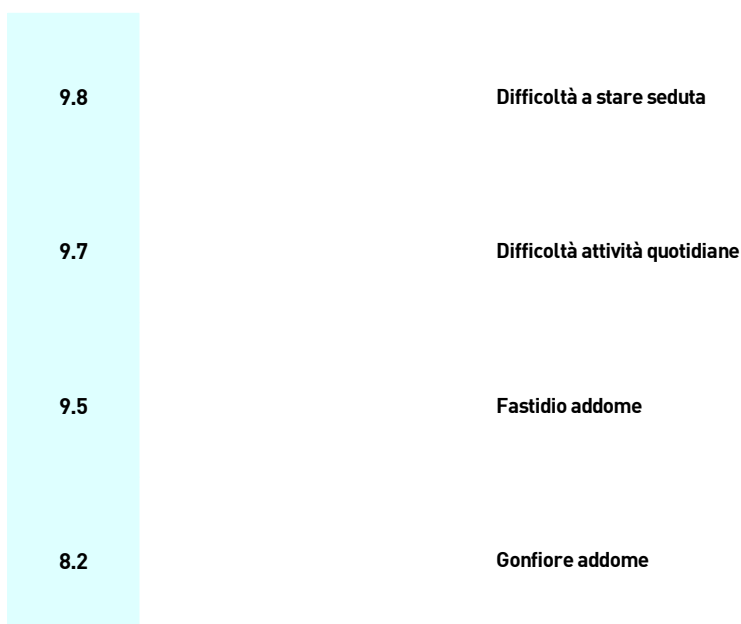 9.8 Difficoltà a stare seduta
9.7 Difficoltà attività quotidiane
9.5 Fastidio addome
8.2 Gonfiore addome